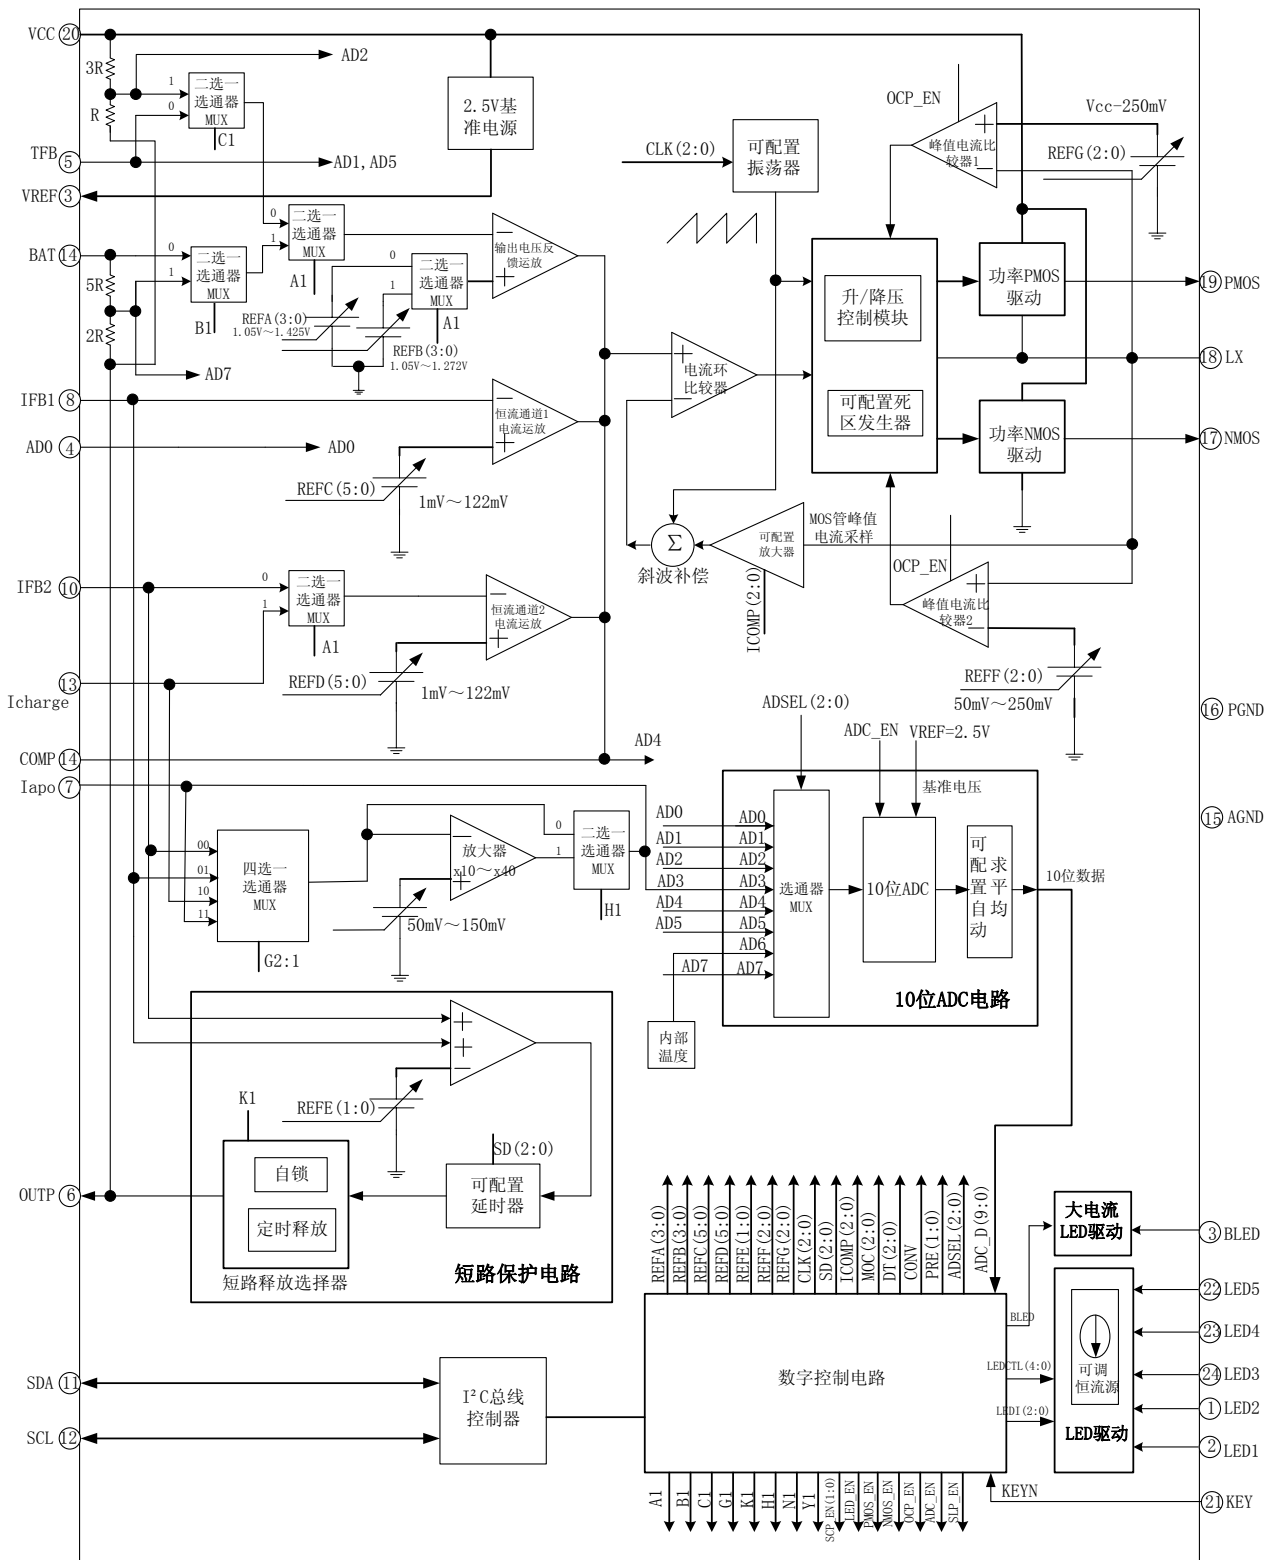 VCC 20
3R
AD2
R
1
0
二选一
选通器
MUX
C1
TFB
5
AD1, AD5
VREF 3
2.5V基
准电源
CLK(2:0)
可配置
振荡器
OCP_EN
峰值电流比
较器1
Vcc-250mV
REFG(2:0)
BAT 14
5R
2R
0
1
二选一
选通器
MUX
B1
0
1
二选一
选通器
MUX
A1
输出电压反
馈运放
0
1
二选一
选通器
MUX
A1
REFA(3:0)
1.05V～1.425V
REFB(3:0)
1.05V～1.272V
AD7
升/降压
控制模块
可配置死
区发生器
功率PMOS
驱动
19 PMOS
18 LX
功率NMOS
驱动
17 NMOS
电流环
比较器
IFB1 8
恒流通道1
电流运放
AD0 4
AD0
REFC(5:0)
1mV～122mV
Σ
斜波补偿
可配置
放大器
MOS管峰值
电流采样
ICOMP(2:0)
OCP_EN
峰值电流比
较器2
REFF(2:0)
50mV～250mV
IFB2 10
0
1
二选一
选通器
MUX
A1
恒流通道2
电流运放
REFD(5:0)
1mV～122mV
13
Icharge
16 PGND
COMP 14
AD4
Iapo 7
15 AGND
ADSEL(2:0)
ADC_EN
VREF=2.5V
基准电压
00
01
10
11
四选一
选通器
MUX
G2:1
放大器
x10～x40
50mV～150mV
0
1
二选一
选通器
MUX
H1
AD0 AD0
AD1 AD1
AD2 AD2
AD3 AD3
AD4 AD4
AD5 AD5
AD6
AD7 AD7
选通器
MUX
10位ADC
可配置自动
求平均
10位数据
10位ADC电路
内部
温度
REFE(1:0)
K1
SD(2:0)
自锁
定时释放
可配置
延时器
短路释放选择器
短路保护电路
OUTP 6
REFA(3:0)
REFB(3:0)
REFC(5:0)
REFD(5:0)
REFE(1:0)
REFF(2:0)
REFG(2:0)
CLK(2:0)
SD(2:0)
ICOMP(2:0)
MOC(2:0)
DT(2:0)
CONV
PRE(1:0)
ADSEL(2:0)
ADC_D(9:0)
大电流
LED驱动
3 BLED
BLED
22 LED5
23 LED4
24 LED3
1 LED2
2 LED1
可调
恒流源
LED驱动
LEDCTL(4:0)
LEDI(2:0)
数字控制电路
SDA 11
SCL 12
I²C总线
控制器
KEYN
21 KEY
A1
B1
C1
G1
K1
H1
N1
Y1
SCP_EN(1:0)
LED_EN
PMOS_EN
NMOS_EN
OCP_EN
ADC_EN
SLP_EN